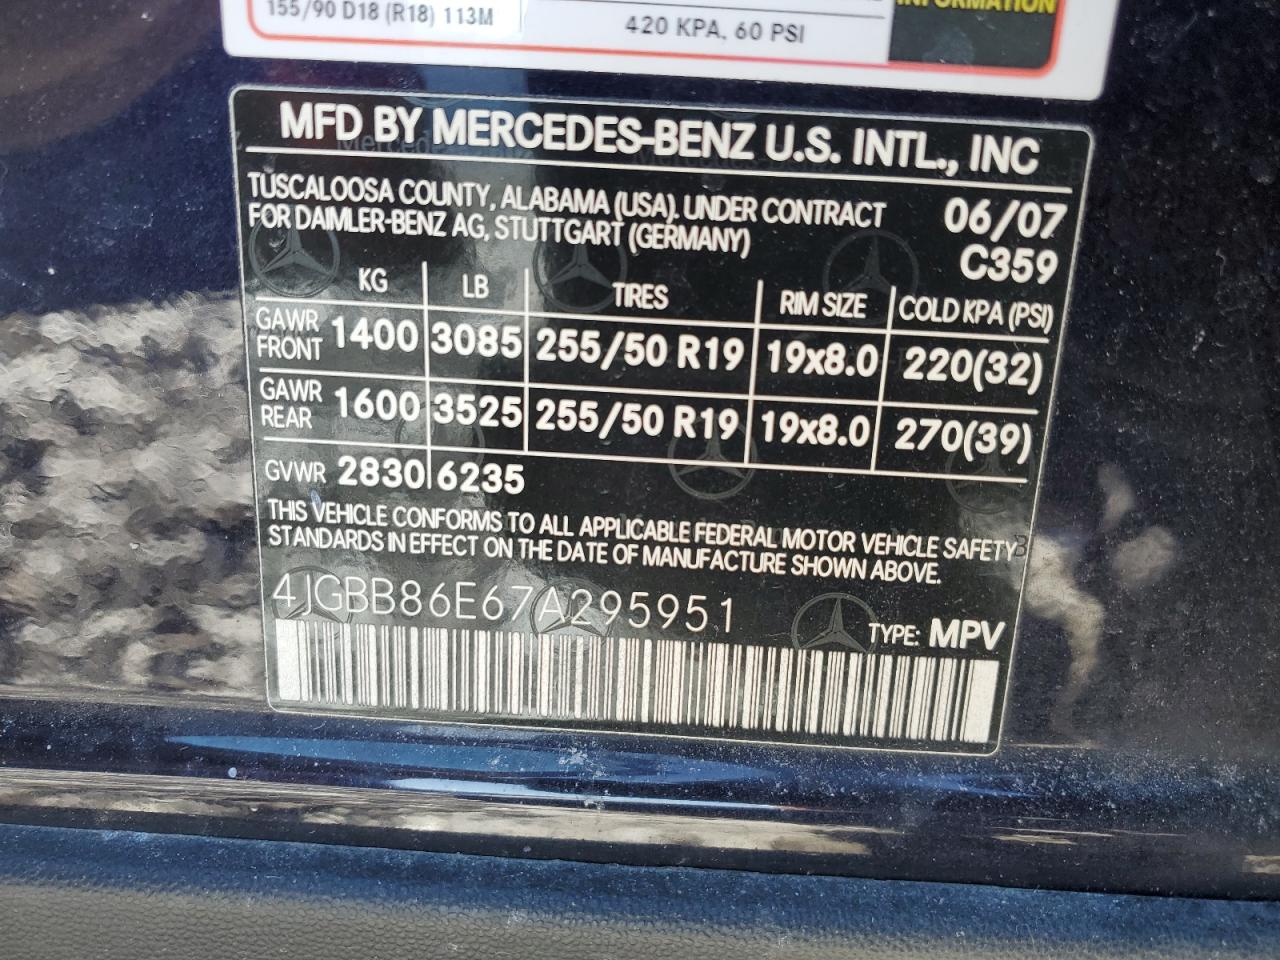 155/90 D18 (R18) 113M
420 KPA, 60 PSI
INFORMATION
MFD BY MERCEDES-BENZ U.S. INTL., INC
TUSCALOOSA COUNTY, ALABAMA (USA). UNDER CONTRACT
FOR DAIMLER-BENZ AG, STUTTGART (GERMANY)
06/07
C359
KG LB TIRES RIM SIZE COLD KPA (PSI)
GAWR FRONT 1400 3085 255/50 R19 19x8.0 220(32)
GAWR REAR 1600 3525 255/50 R19 19x8.0 270(39)
GVWR 2830 6235
THIS VEHICLE CONFORMS TO ALL APPLICABLE FEDERAL MOTOR VEHICLE SAFETY
STANDARDS IN EFFECT ON THE DATE OF MANUFACTURE SHOWN ABOVE.
4JGBB86E67A295951
TYPE: MPV